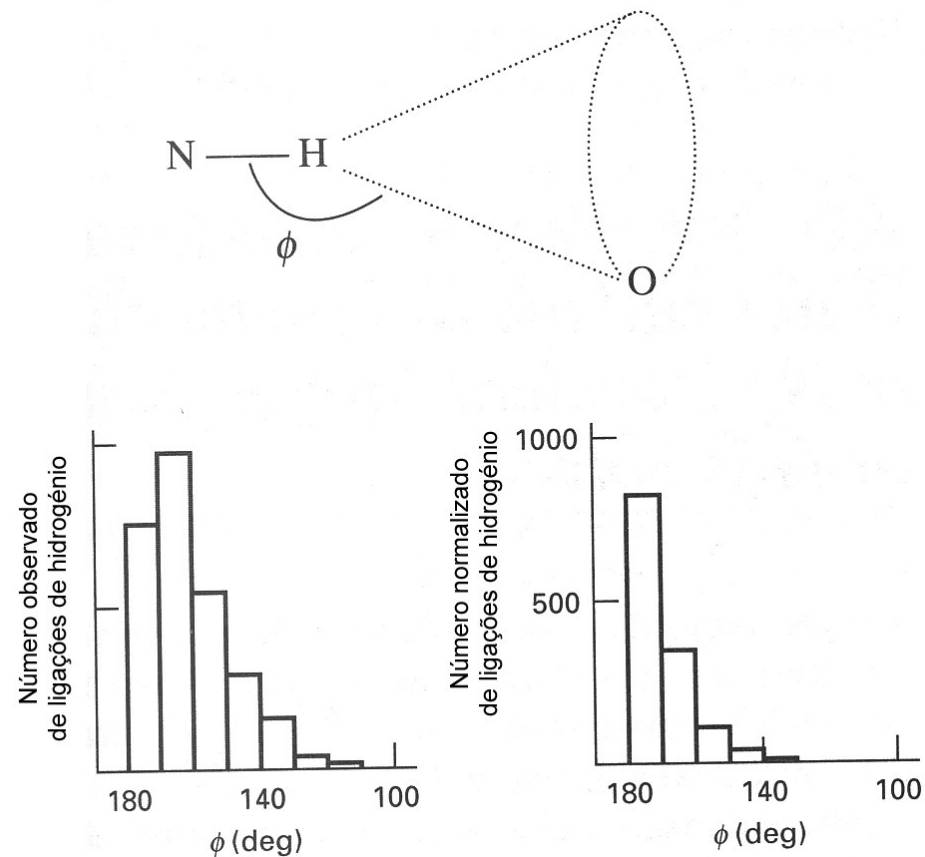 N
H
ϕ
O
Número observado
de ligações de hidrogénio
180
140
100
ϕ (deg)
Número normalizado
de ligações de hidrogénio
1000
500
180
140
100
ϕ (deg)